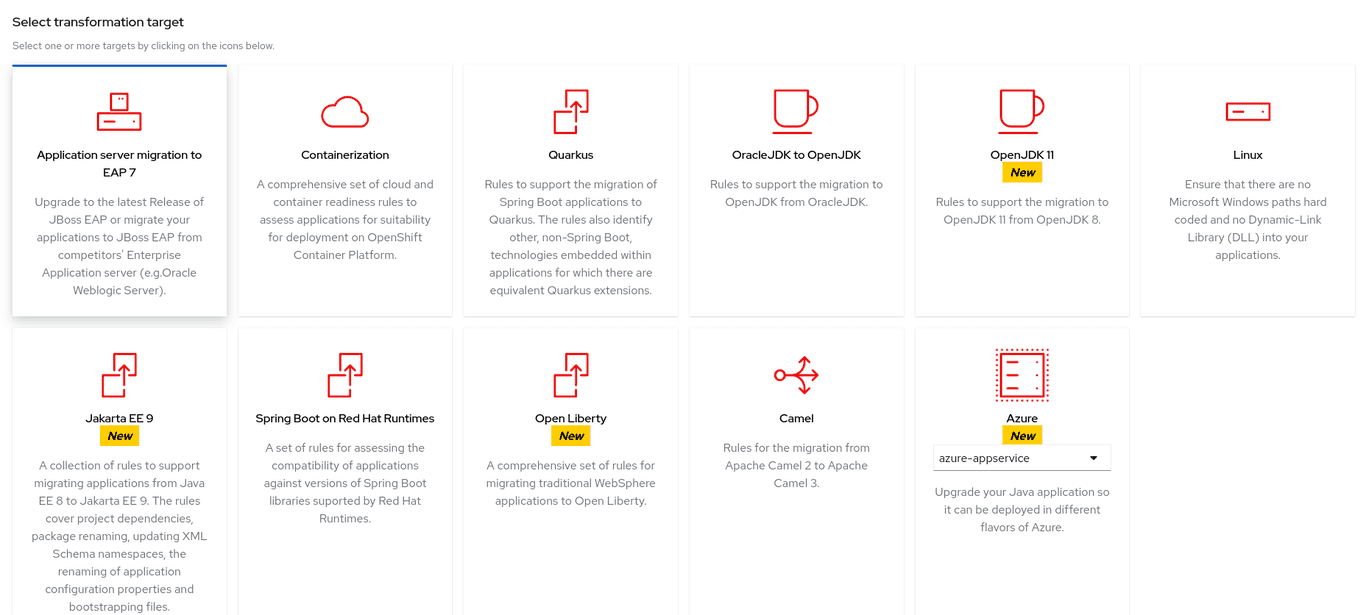 Select transformation target
Select one or more targets by clicking on the icons below.
Application server migration to
EAP 7
Upgrade to the latest Release of
JBoss EAP or migrate your
applications to JBoss EAP from
competitors' Enterprise
Application server (e.g.Oracle
Weblogic Server).
Containerization
A comprehensive set of cloud and
container readiness rules to
assess applications for suitability
for deployment on OpenShift
Container Platform.
Quarkus
Rules to support the migration of
Spring Boot applications to
Quarkus. The rules also identify
other, non-Spring Boot,
technologies embedded within
applications for which there are
equivalent Quarkus extensions.
OracleJDK to OpenJDK
Rules to support the migration to
OpenJDK from OracleJDK.
OpenJDK 11
New
Rules to support the migration to
OpenJDK 11 from OpenJDK 8.
Linux
Ensure that there are no
Microsoft Windows paths hard
coded and no Dynamic-Link
Library (DLL) into your
applications.
Jakarta EE 9
New
A collection of rules to support
migrating applications from Java
EE 8 to Jakarta EE 9. The rules
cover project dependencies,
package renaming, updating XML
Schema namespaces, the
renaming of application
configuration properties and
bootstrapping files.
Spring Boot on Red Hat Runtimes
A set of rules for assessing the
compatibility of applications
against versions of Spring Boot
libraries suported by Red Hat
Runtimes.
Open Liberty
New
A comprehensive set of rules for
migrating traditional WebSphere
applications to Open Liberty.
Camel
Rules for the migration from
Apache Camel 2 to Apache
Camel 3.
Azure
New
azure-appservice
Upgrade your Java application so
it can be deployed in different
flavors of Azure.